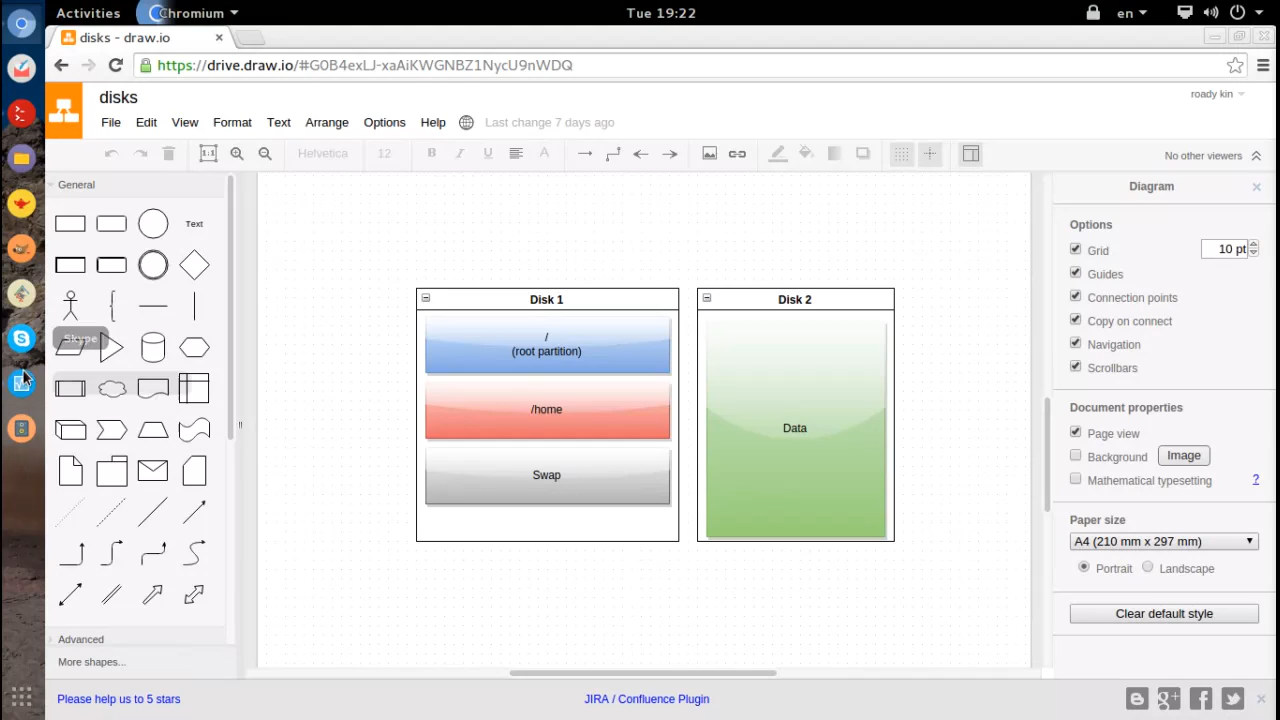 Activities Chromium Tue 19:22 en
disks - draw.io
https://drive.draw.io/#G0B4exLJ-xaAiKWGNBZ1NycU9nWDQ
disks
roady kin
File Edit View Format Text Arrange Options Help Last change 7 days ago
1:1 Helvetica 12 B I U A No other viewers
General
Diagram
Text
Options
Grid 10 pt
Guides
Connection points
Copy on connect
Navigation
Scrollbars
Skype
Disk 1
/
(root partition)
/home
Swap
Disk 2
Data
Document properties
Page view
Background Image
Mathematical typesetting ?
Paper size
A4 (210 mm x 297 mm)
Portrait Landscape
Clear default style
Advanced
More shapes...
Please help us to 5 stars JIRA / Confluence Plugin